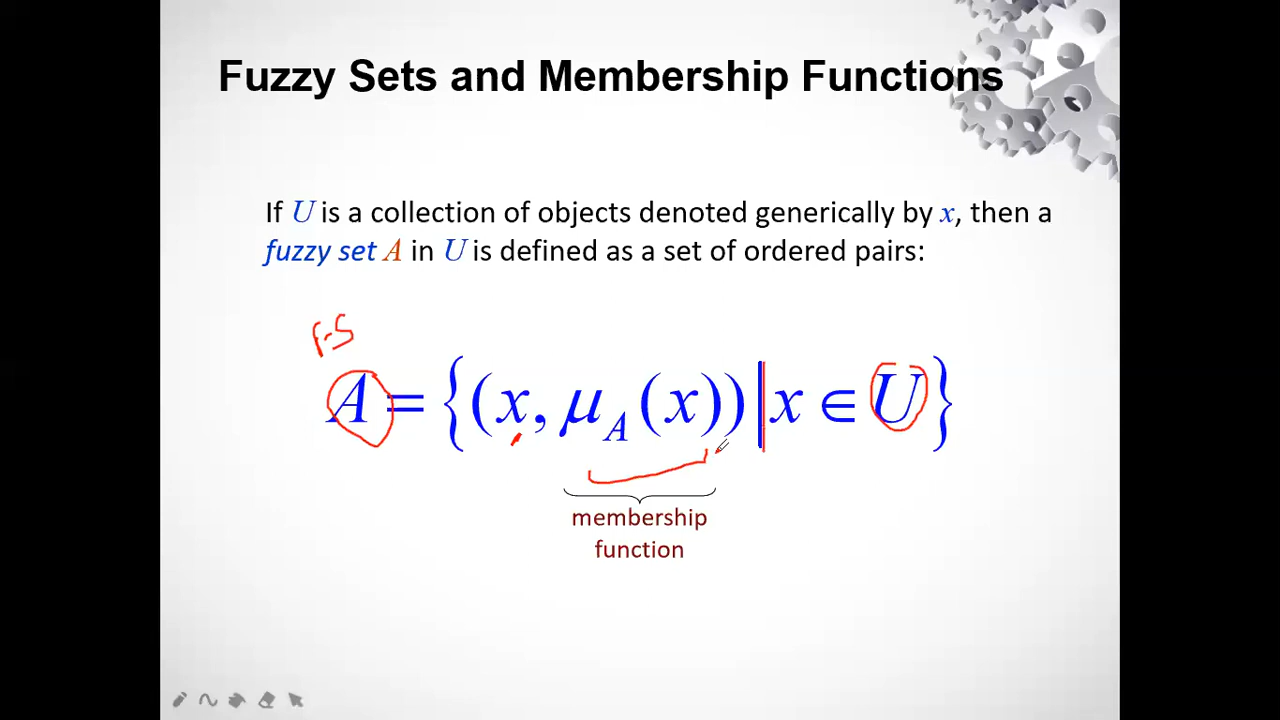 Fuzzy Sets and Membership Functions
If U is a collection of objects denoted generically by x, then a
fuzzy set A in U is defined as a set of ordered pairs:
F-S
A = {(x, μ_A(x)) | x ∈ U}
membership
function